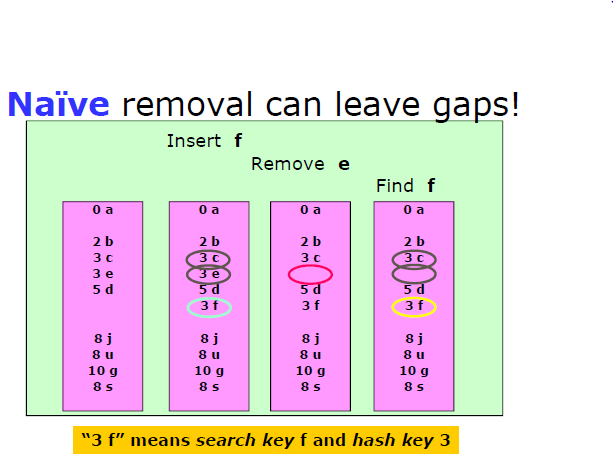 Naïve removal can leave gaps!
Insert f
Remove e
Find f
0 a
2 b
3 c
3 e
5 d
8 j
8 u
10 g
8 s
0 a
2 b
3 c
3 e
5 d
3 f
8 j
8 u
10 g
8 s
0 a
2 b
3 c
5 d
3 f
8 j
8 u
10 g
8 s
0 a
2 b
3 c
5 d
3 f
8 j
8 u
10 g
8 s
“3 f” means search key f and hash key 3